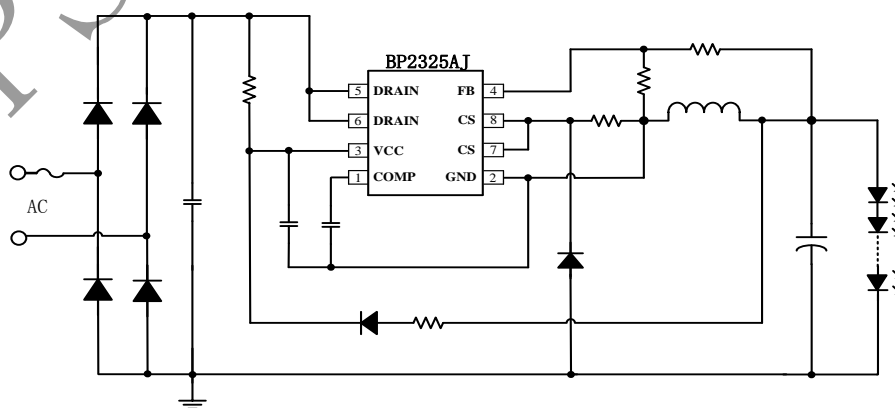 BP2325AJ
5 DRAIN FB 4
6 DRAIN CS 8
3 VCC CS 7
1 COMP GND 2
AC